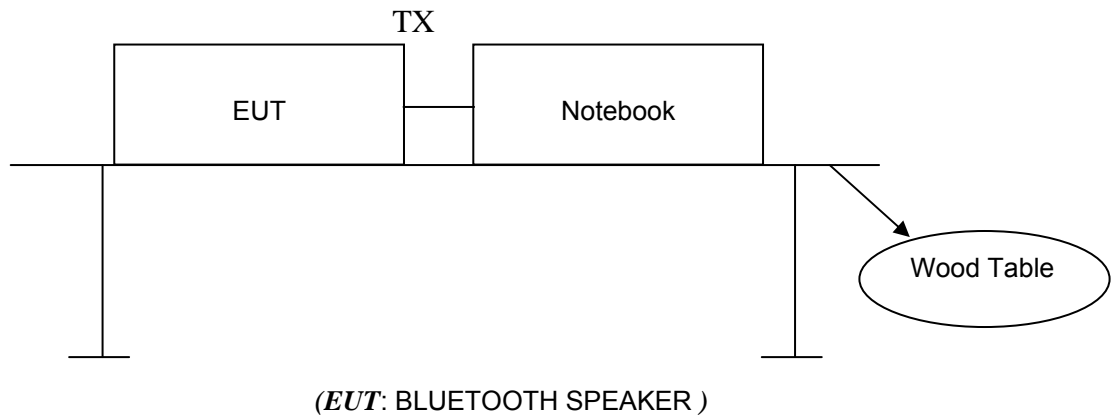 TX
EUT
Notebook
Wood Table
(EUT: BLUETOOTH SPEAKER )